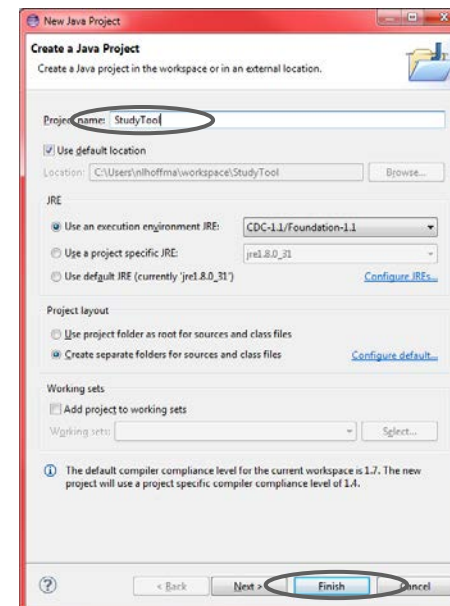 New Java Project
Create a Java Project
Create a Java project in the workspace or in an external location.
Project name: StudyTool
Use default location
Location: C:\Users\nlhoffma\workspace\StudyTool Browse...
JRE
Use an execution environment JRE: CDC-1.1/Foundation-1.1
Use a project specific JRE: jre1.8.0_31
Use default JRE (currently 'jre1.8.0_31') Configure JREs...
Project layout
Use project folder as root for sources and class files
Create separate folders for sources and class files Configure default...
Working sets
Add project to working sets
Working sets: Select...
The default compiler compliance level for the current workspace is 1.7. The new
project will use a project specific compiler compliance level of 1.4.
? < Back Next > Finish Cancel